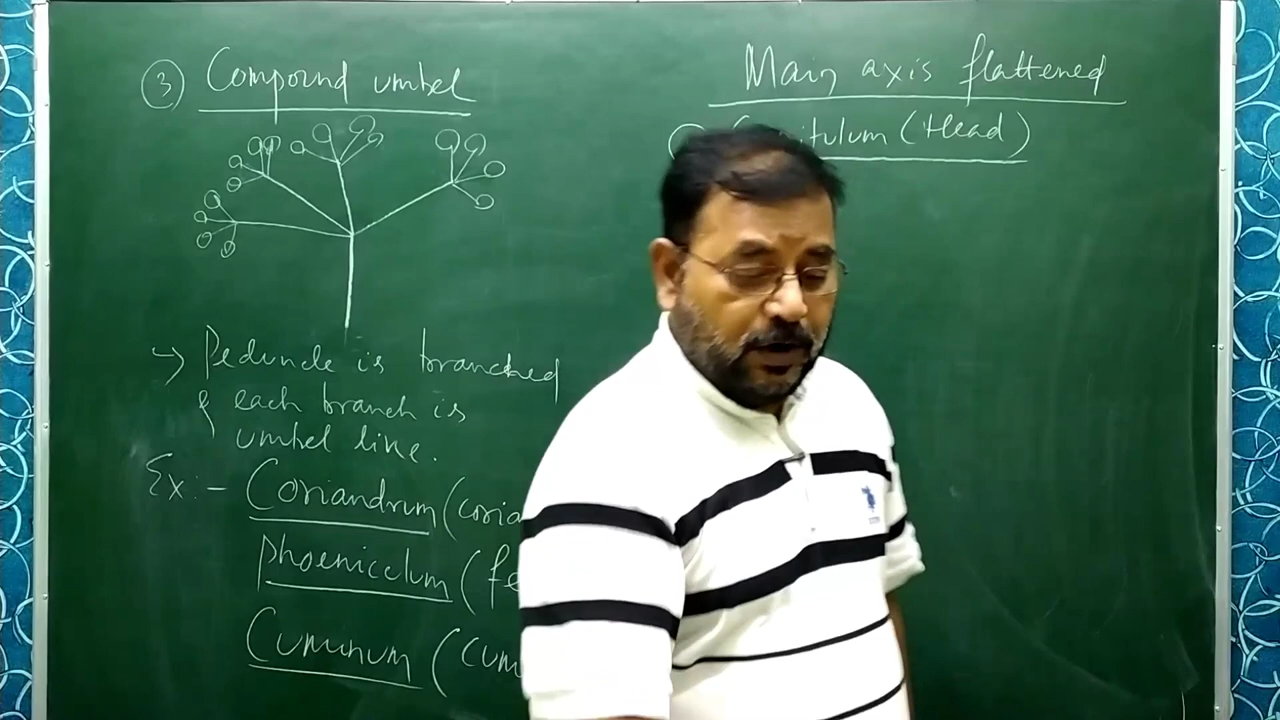 ③ Compound umbel
→ Peduncle is branched
& each branch is
umbel like.
Ex:- Coriandrum (coria
Phoeniculum (fe
Cuminum (cum
Main axis flattened
Capitulum (Head)